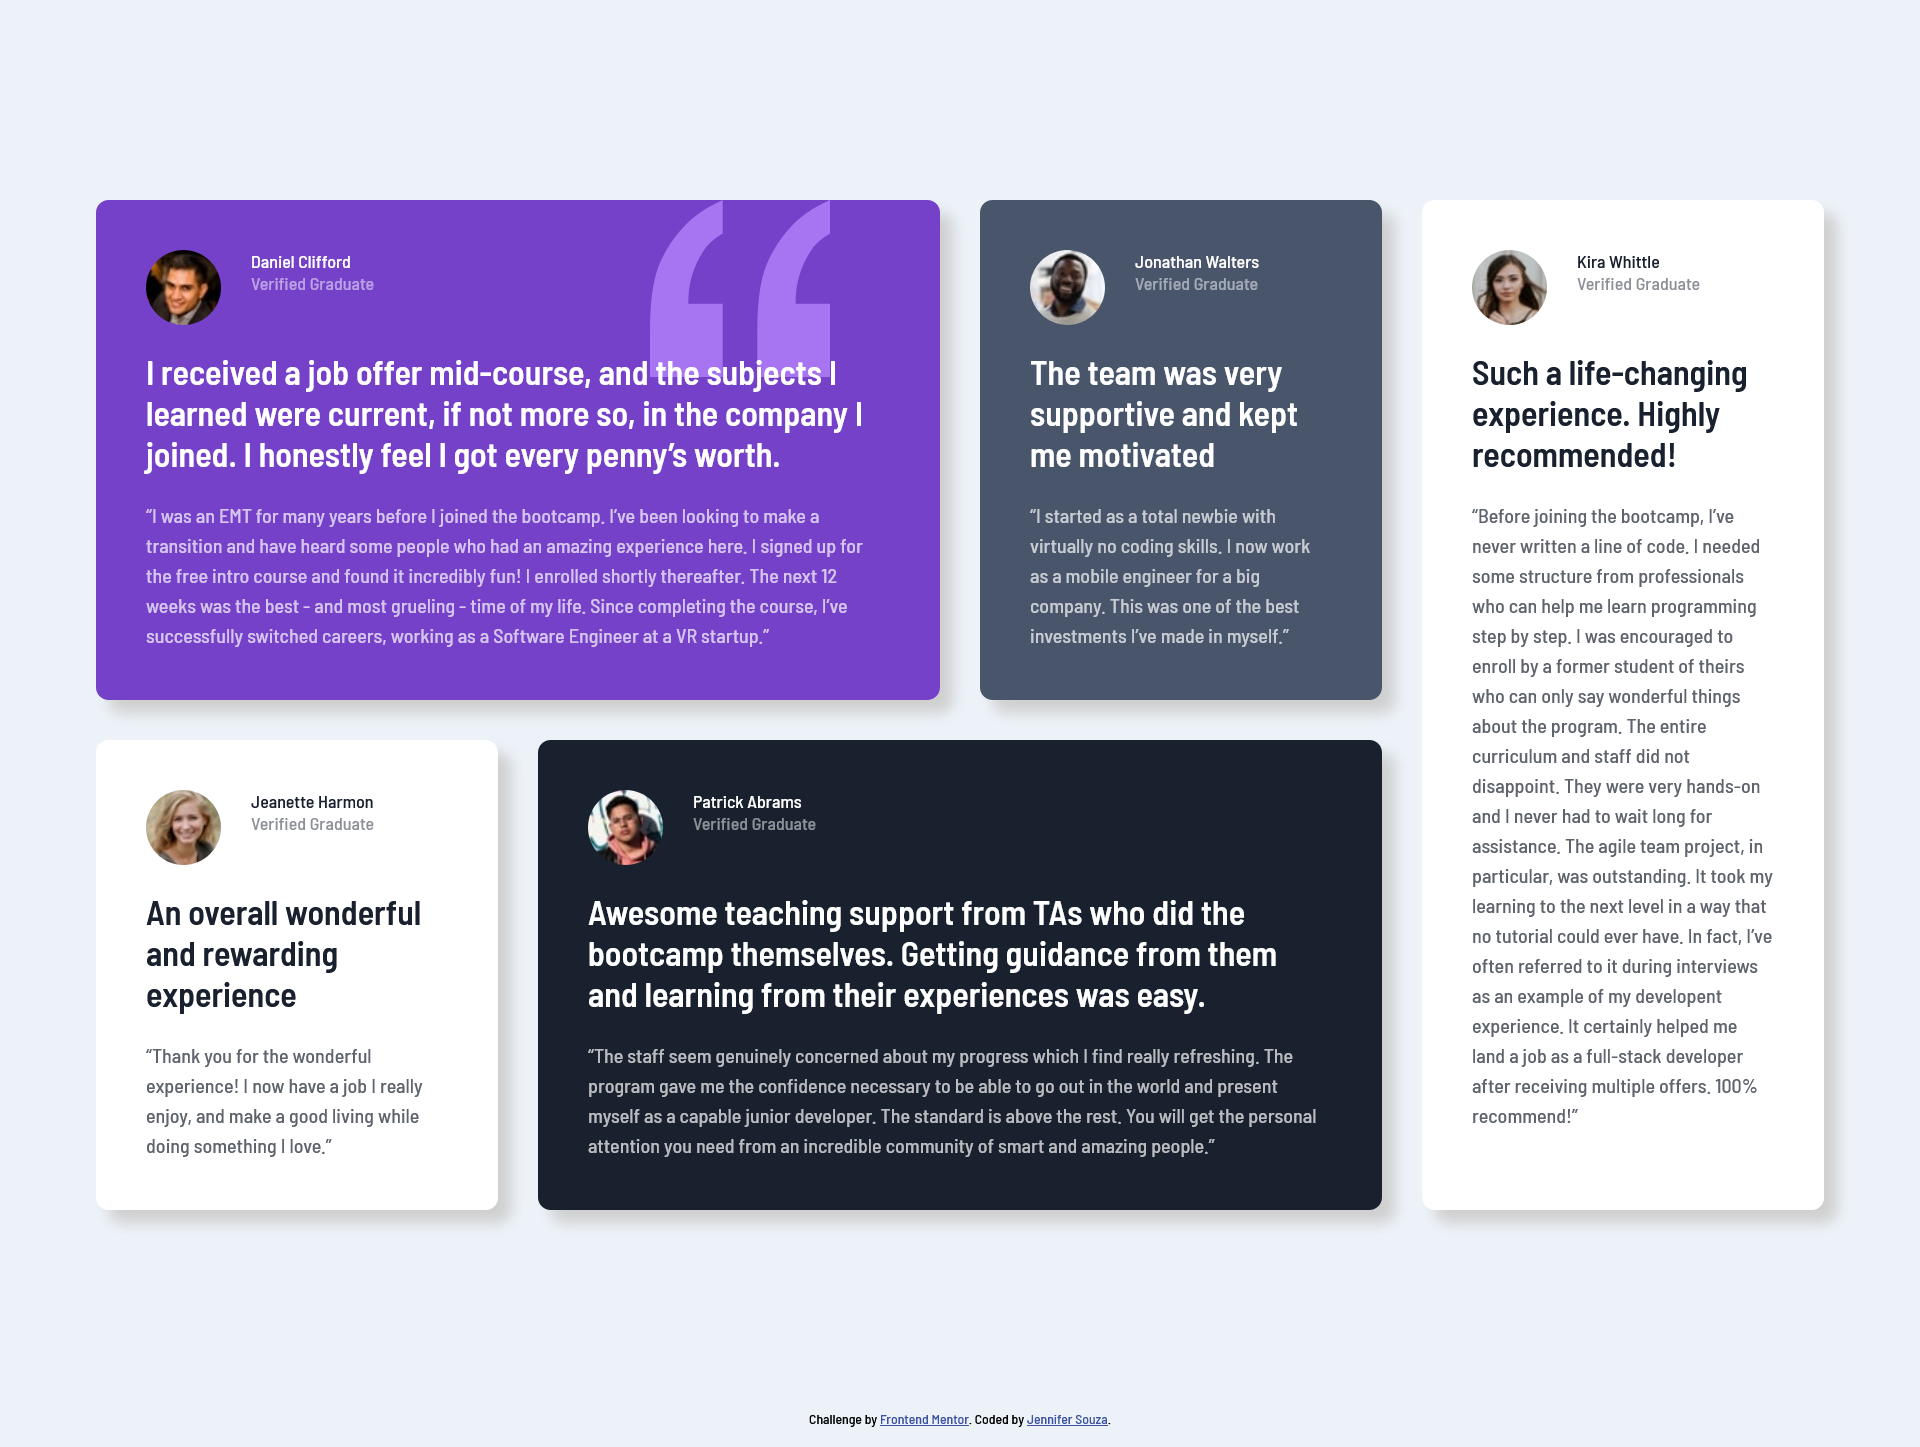 Daniel Clifford
Verified Graduate
I received a job offer mid-course, and the subjects I
learned were current, if not more so, in the company I
joined. I honestly feel I got every penny’s worth.
“I was an EMT for many years before I joined the bootcamp. I’ve been looking to make a
transition and have heard some people who had an amazing experience here. I signed up for
the free intro course and found it incredibly fun! I enrolled shortly thereafter. The next 12
weeks was the best - and most grueling - time of my life. Since completing the course, I’ve
successfully switched careers, working as a Software Engineer at a VR startup.”
Jonathan Walters
Verified Graduate
The team was very
supportive and kept
me motivated
“I started as a total newbie with
virtually no coding skills. I now work
as a mobile engineer for a big
company. This was one of the best
investments I’ve made in myself.”
Kira Whittle
Verified Graduate
Such a life-changing
experience. Highly
recommended!
“Before joining the bootcamp, I’ve
never written a line of code. I needed
some structure from professionals
who can help me learn programming
step by step. I was encouraged to
enroll by a former student of theirs
who can only say wonderful things
about the program. The entire
curriculum and staff did not
disappoint. They were very hands-on
and I never had to wait long for
assistance. The agile team project, in
particular, was outstanding. It took my
learning to the next level in a way that
no tutorial could ever have. In fact, I’ve
often referred to it during interviews
as an example of my developent
experience. It certainly helped me
land a job as a full-stack developer
after receiving multiple offers. 100%
recommend!”
Jeanette Harmon
Verified Graduate
An overall wonderful
and rewarding
experience
“Thank you for the wonderful
experience! I now have a job I really
enjoy, and make a good living while
doing something I love.”
Patrick Abrams
Verified Graduate
Awesome teaching support from TAs who did the
bootcamp themselves. Getting guidance from them
and learning from their experiences was easy.
“The staff seem genuinely concerned about my progress which I find really refreshing. The
program gave me the confidence necessary to be able to go out in the world and present
myself as a capable junior developer. The standard is above the rest. You will get the personal
attention you need from an incredible community of smart and amazing people.”
Challenge by Frontend Mentor. Coded by Jennifer Souza.